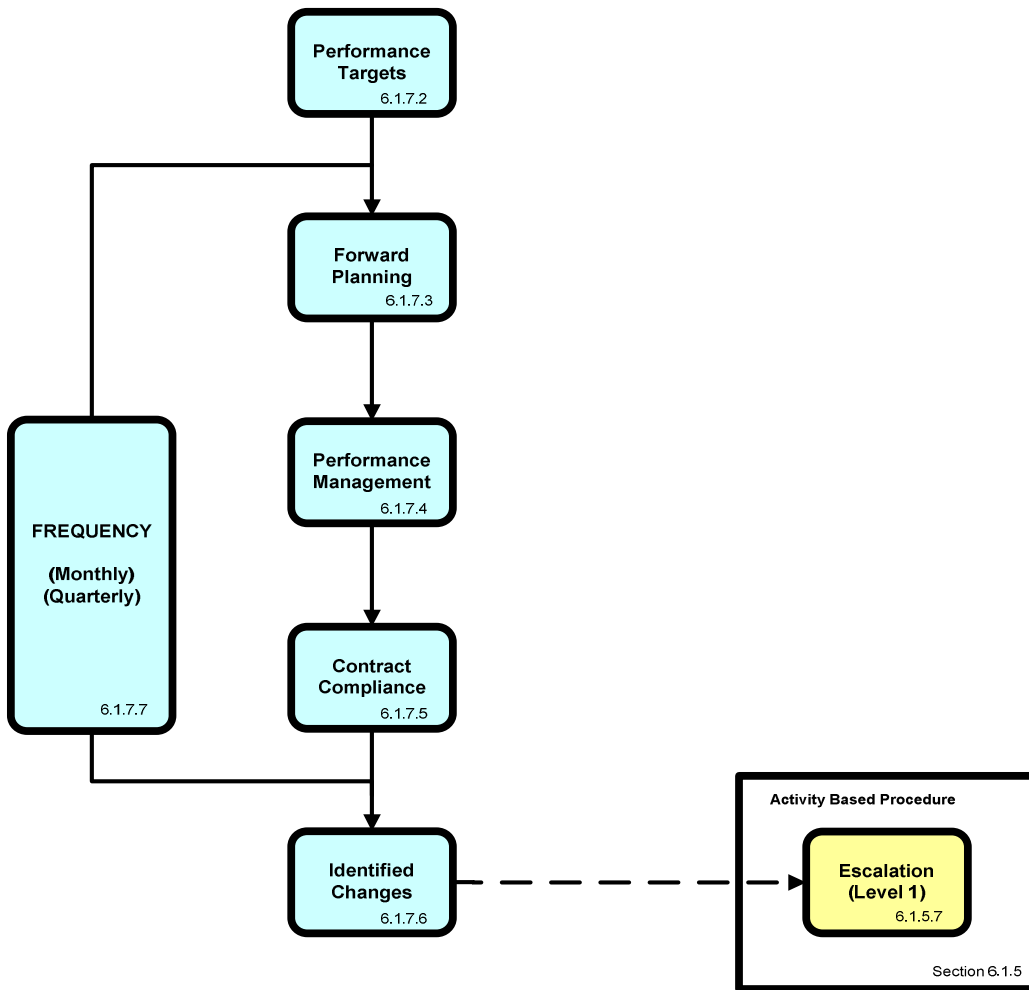 Performance
Targets
6.1.7.2
Forward
Planning
6.1.7.3
Performance
Management
6.1.7.4
FREQUENCY
(Monthly)
(Quarterly)
6.1.7.7
Contract
Compliance
6.1.7.5
Identified
Changes
6.1.7.6
Activity Based Procedure
Escalation
(Level 1)
6.1.5.7
Section 6.1.5